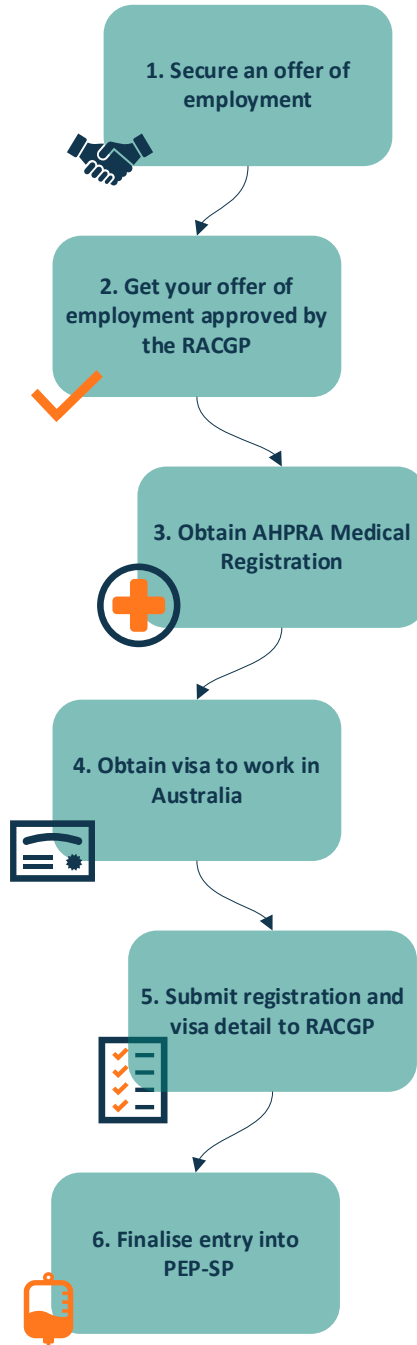 1. Secure an offer of
employment
2. Get your offer of
employment approved by
the RACGP
3. Obtain AHPRA Medical
Registration
4. Obtain visa to work in
Australia
5. Submit registration and
visa detail to RACGP
6. Finalise entry into
PEP-SP